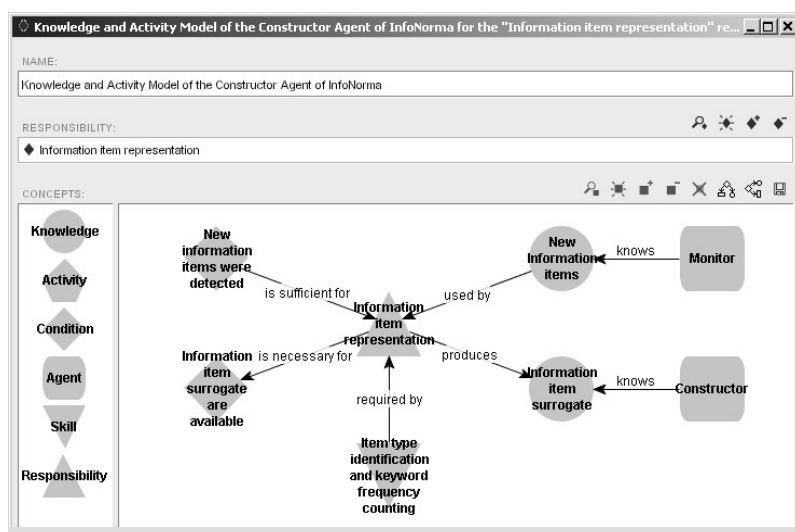 Knowledge and Activity Model of the Constructor Agent of InfoNorma for the "Information item representation" re...
NAME:
Knowledge and Activity Model of the Constructor Agent of InfoNorma
RESPONSIBILITY:
Information item representation
CONCEPTS:
Knowledge
Activity
Condition
Agent
Skill
Responsibility
New
information
items were
detected
is sufficient for
New
Information
items
knows
Monitor
used by
Information
item
representation
Information
item
surrogate
are
available
is necessary for
produces
Information
item
surrogate
knows
Constructor
required by
Item type
identification
and keyword
frequency
counting